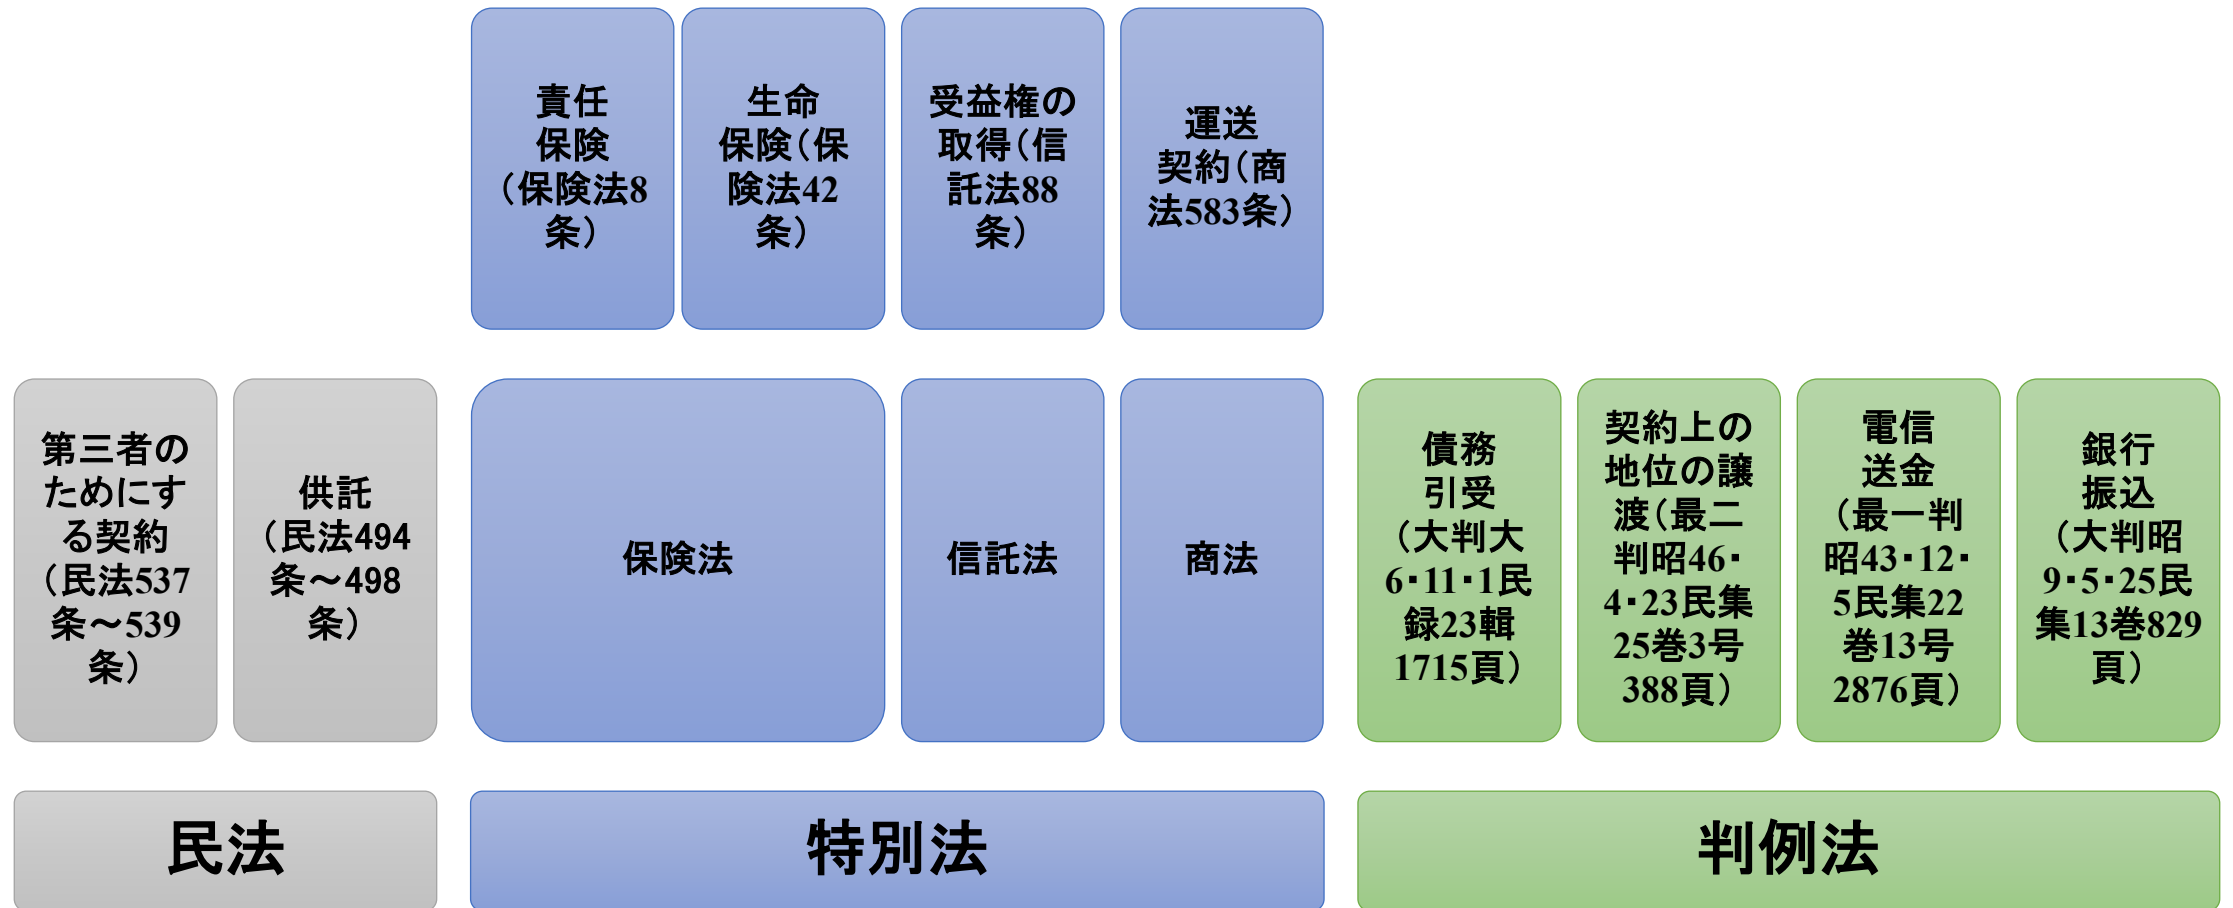 責任
保険
（保険法8
条）
生命
保険（保
険法42
条）
受益権の
取得（信
託法88
条）
運送
契約（商
法583条）
第三者の
ためにす
る契約
（民法537
条～539
条）
供託
（民法494
条～498
条）
保険法
信託法
商法
債務
引受
（大判大
6・11・1民
録23輯
1715頁）
契約上の
地位の譲
渡（最二
判昭46・
4・23民集
25巻3号
388頁）
電信
送金
（最一判
昭43・12・
5民集22
巻13号
2876頁）
銀行
振込
（大判昭
9・5・25民
集13巻829
頁）
民法
特別法
判例法